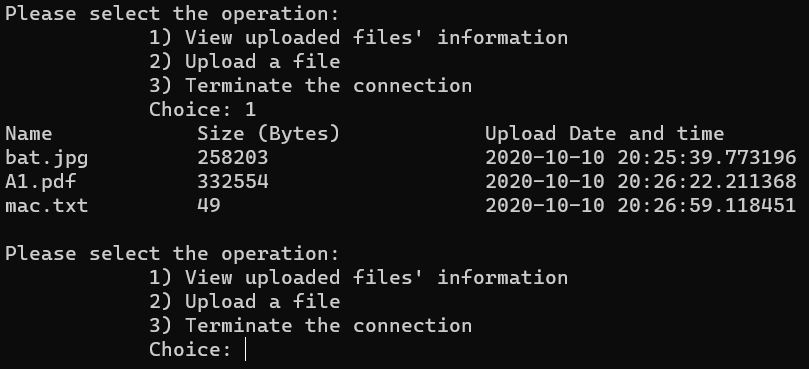 Please select the operation:
            1) View uploaded files' information
            2) Upload a file
            3) Terminate the connection
            Choice: 1
Name            Size (Bytes)            Upload Date and time
bat.jpg         258203                  2020-10-10 20:25:39.773196
A1.pdf          332554                  2020-10-10 20:26:22.211368
mac.txt         49                      2020-10-10 20:26:59.118451

Please select the operation:
            1) View uploaded files' information
            2) Upload a file
            3) Terminate the connection
            Choice: